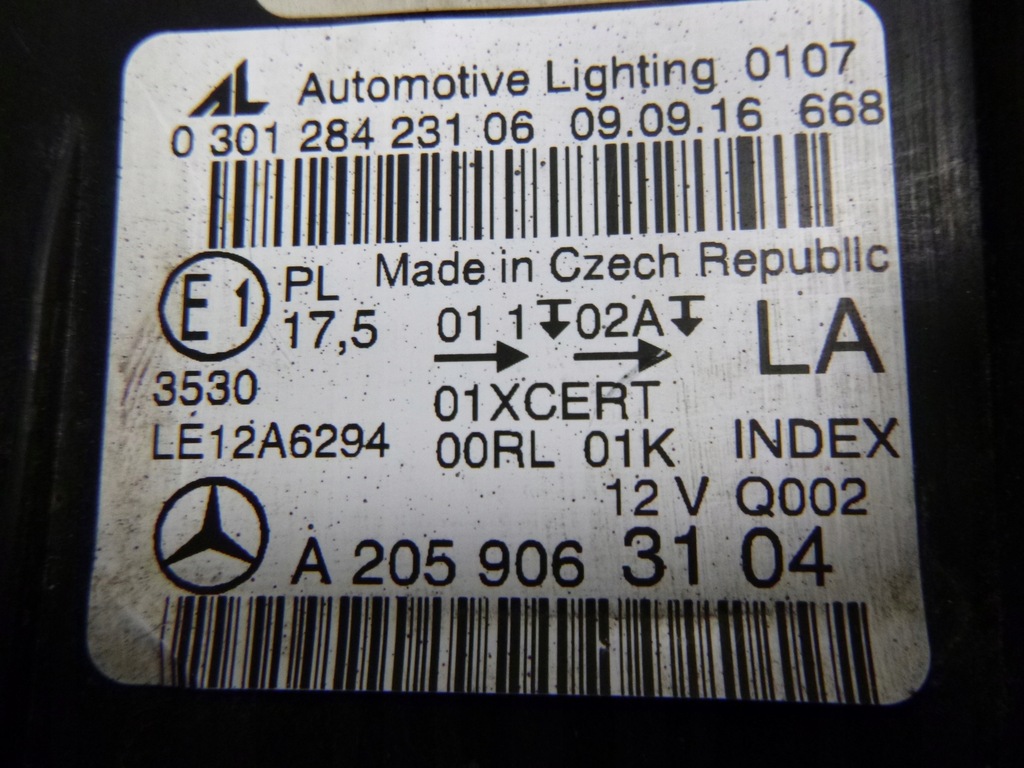 AL Automotive Lighting 0107
0 301 284 231 06 09.09.16 668
Made in Czech Republic
E1 PL
17,5 01 1 02A LA
3530 01XCERT
LE12A6294 00RL 01K INDEX
12 V Q002
A 205 906 31 04